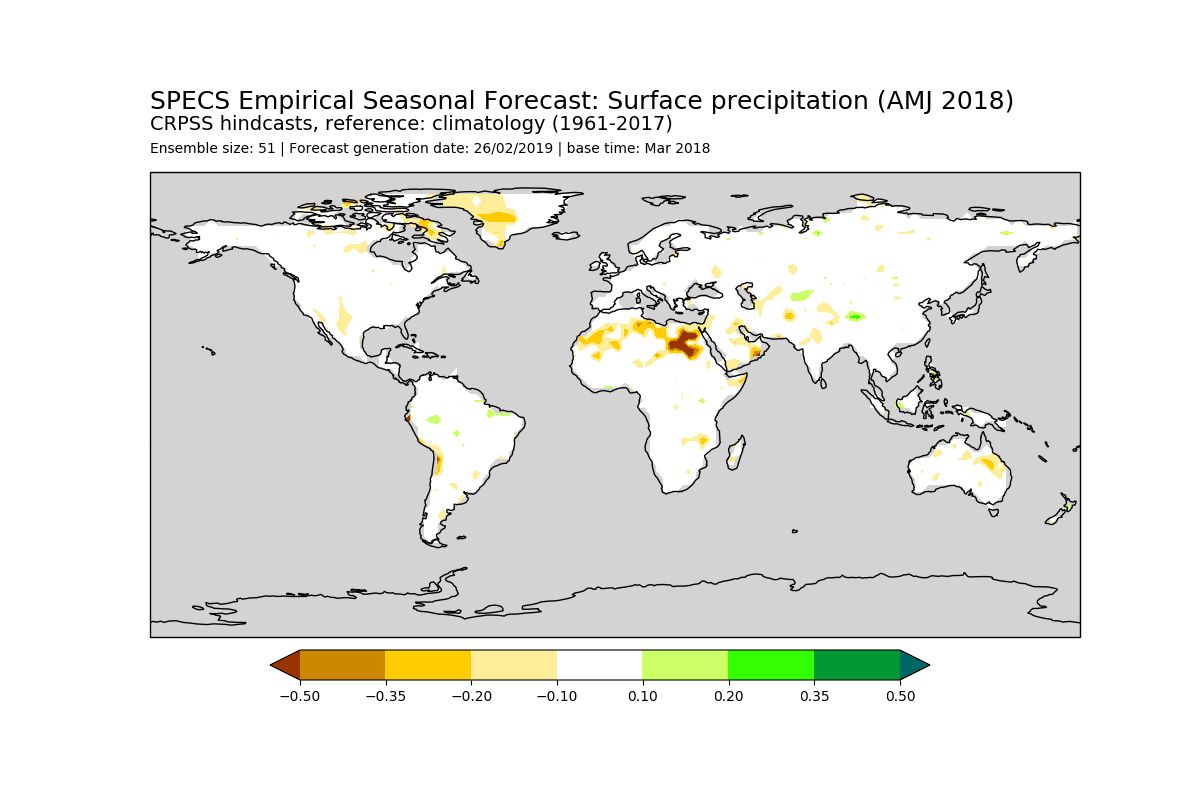 SPECS Empirical Seasonal Forecast: Surface precipitation (AMJ 2018)
CRPSS hindcasts, reference: climatology (1961-2017)
Ensemble size: 51 | Forecast generation date: 26/02/2019 | base time: Mar 2018
−0.50 −0.35 −0.20 −0.10 0.10 0.20 0.35 0.50